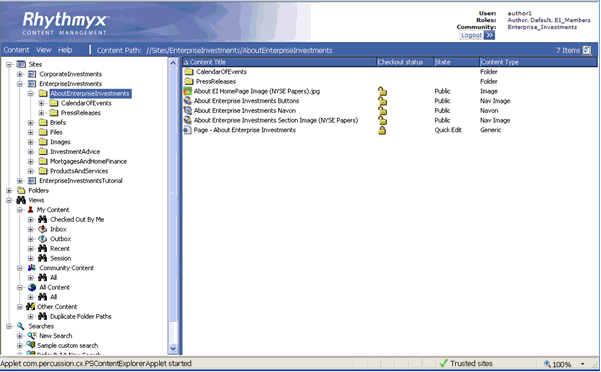 Rhythmyx
CONTENT MANAGEMENT
User: author1
Roles: Author, Default, EI_Members
Community: Enterprise_Investments
Logout >>
Content View Help
Content Path: //Sites/EnterpriseInvestments/AboutEnterpriseInvestments
7 Items
Sites
CorporateInvestments
EnterpriseInvestments
AboutEnterpriseInvestments
CalendarOfEvents
PressReleases
Briefs
Files
Images
InvestmentAdvice
MortgagesAndHomeFinance
ProductsAndServices
EnterpriseInvestmentsTutorial
Folders
Views
My Content
Checked Out By Me
Inbox
Outbox
Recent
Session
Community Content
All
All Content
All
Other Content
Duplicate Folder Paths
Searches
New Search
Sample custom search
Default AA New Search
Content Title Checkout status State Content Type
CalendarOfEvents Folder
PressReleases Folder
About EI HomePage Image (NYSE Papers).jpg Public Image
About Enterprise Investments Buttons Public Nav Image
About Enterprise Investments Navon Public Navon
About Enterprise Investments Section Image (NYSE Papers) Public Nav Image
Page - About Enterprise Investments Quick Edit Generic
Applet com.percussion.cx.PSContentExplorerApplet started
Trusted sites
100%